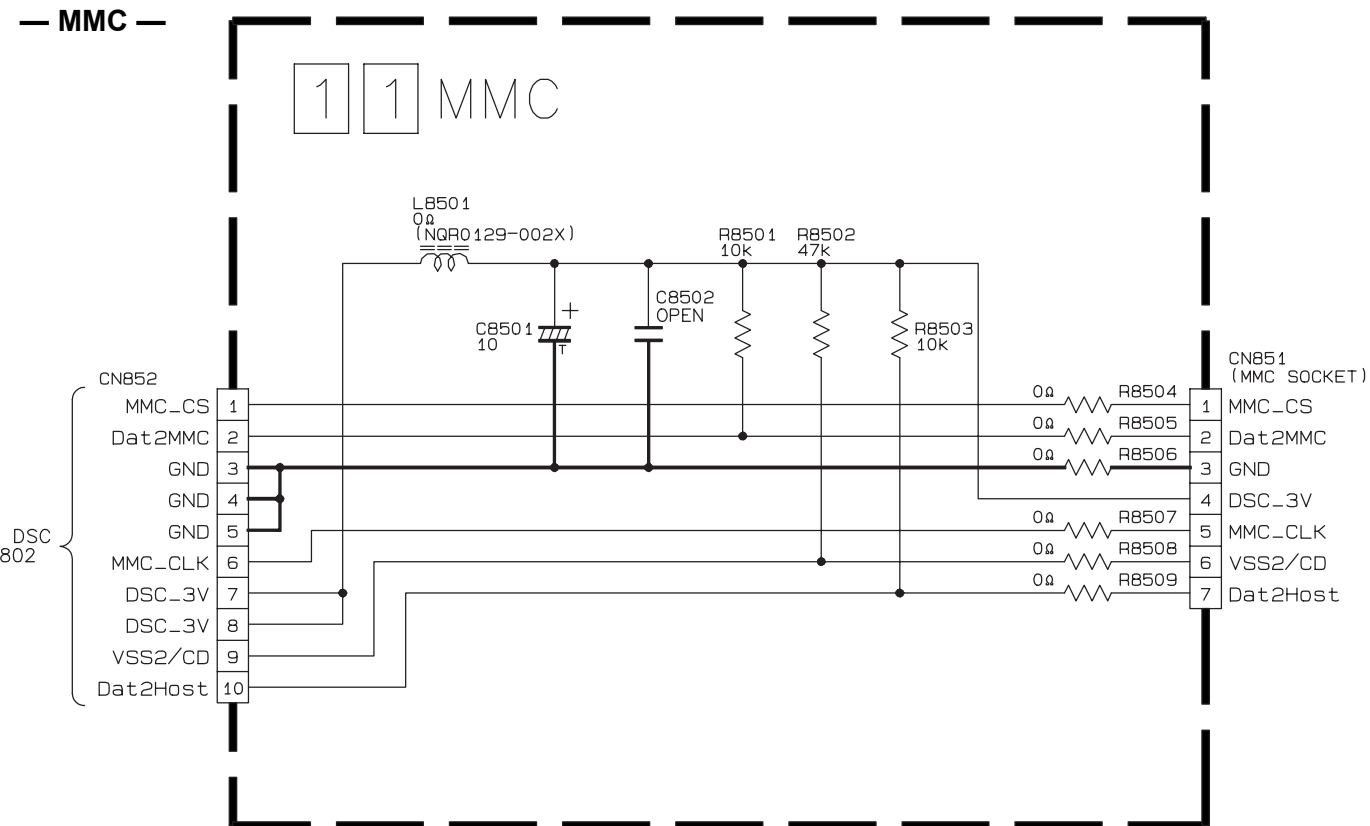 — MMC —
1 1 MMC
L8501
0Ω
(NQR0129-002X)
R8501
10k
R8502
47k
C8501
10
+
T
C8502
OPEN
R8503
10k
CN852
MMC_CS 1
Dat2MMC 2
GND 3
GND 4
GND 5
MMC_CLK 6
DSC_3V 7
DSC_3V 8
VSS2/CD 9
Dat2Host 10
DSC
802
0Ω R8504
0Ω R8505
0Ω R8506
0Ω R8507
0Ω R8508
0Ω R8509
CN851
(MMC SOCKET)
1 MMC_CS
2 Dat2MMC
3 GND
4 DSC_3V
5 MMC_CLK
6 VSS2/CD
7 Dat2Host